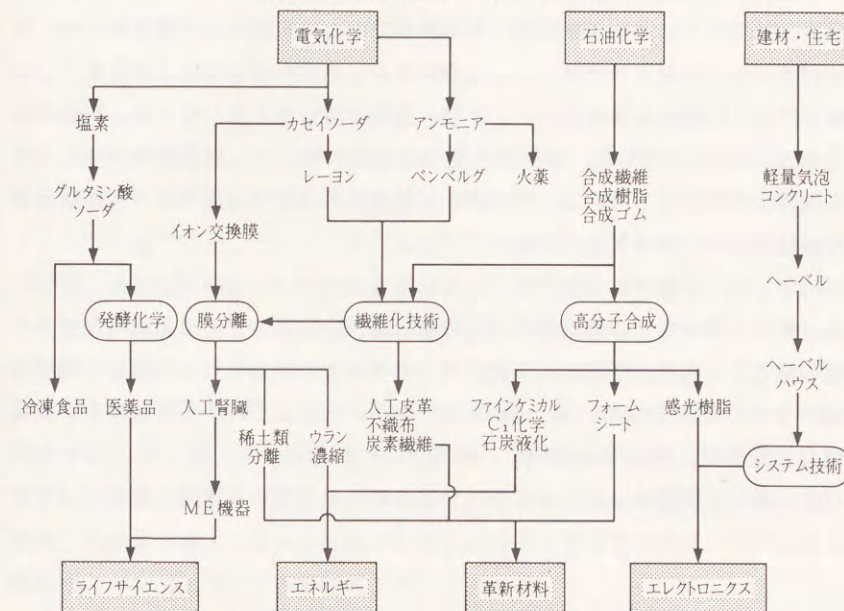 電気化学
石油化学
建材・住宅
塩素
カセイソーダ
アンモニア
グルタミン酸
ソーダ
レーヨン
ベンベルグ
火薬
合成繊維
合成樹脂
合成ゴム
軽量気泡
コンクリート
イオン交換膜
ヘーベル
発酵化学
膜分離
繊維化技術
高分子合成
ヘーベル
ハウス
冷凍食品
医薬品
人工腎臓
稀土類
分離
ウラン
濃縮
人工皮革
不織布
炭素繊維
ファインケミカル
C₁化学
石炭液化
フォーム
シート
感光樹脂
システム技術
ME機器
ライフサイエンス
エネルギー
革新材料
エレクトロニクス